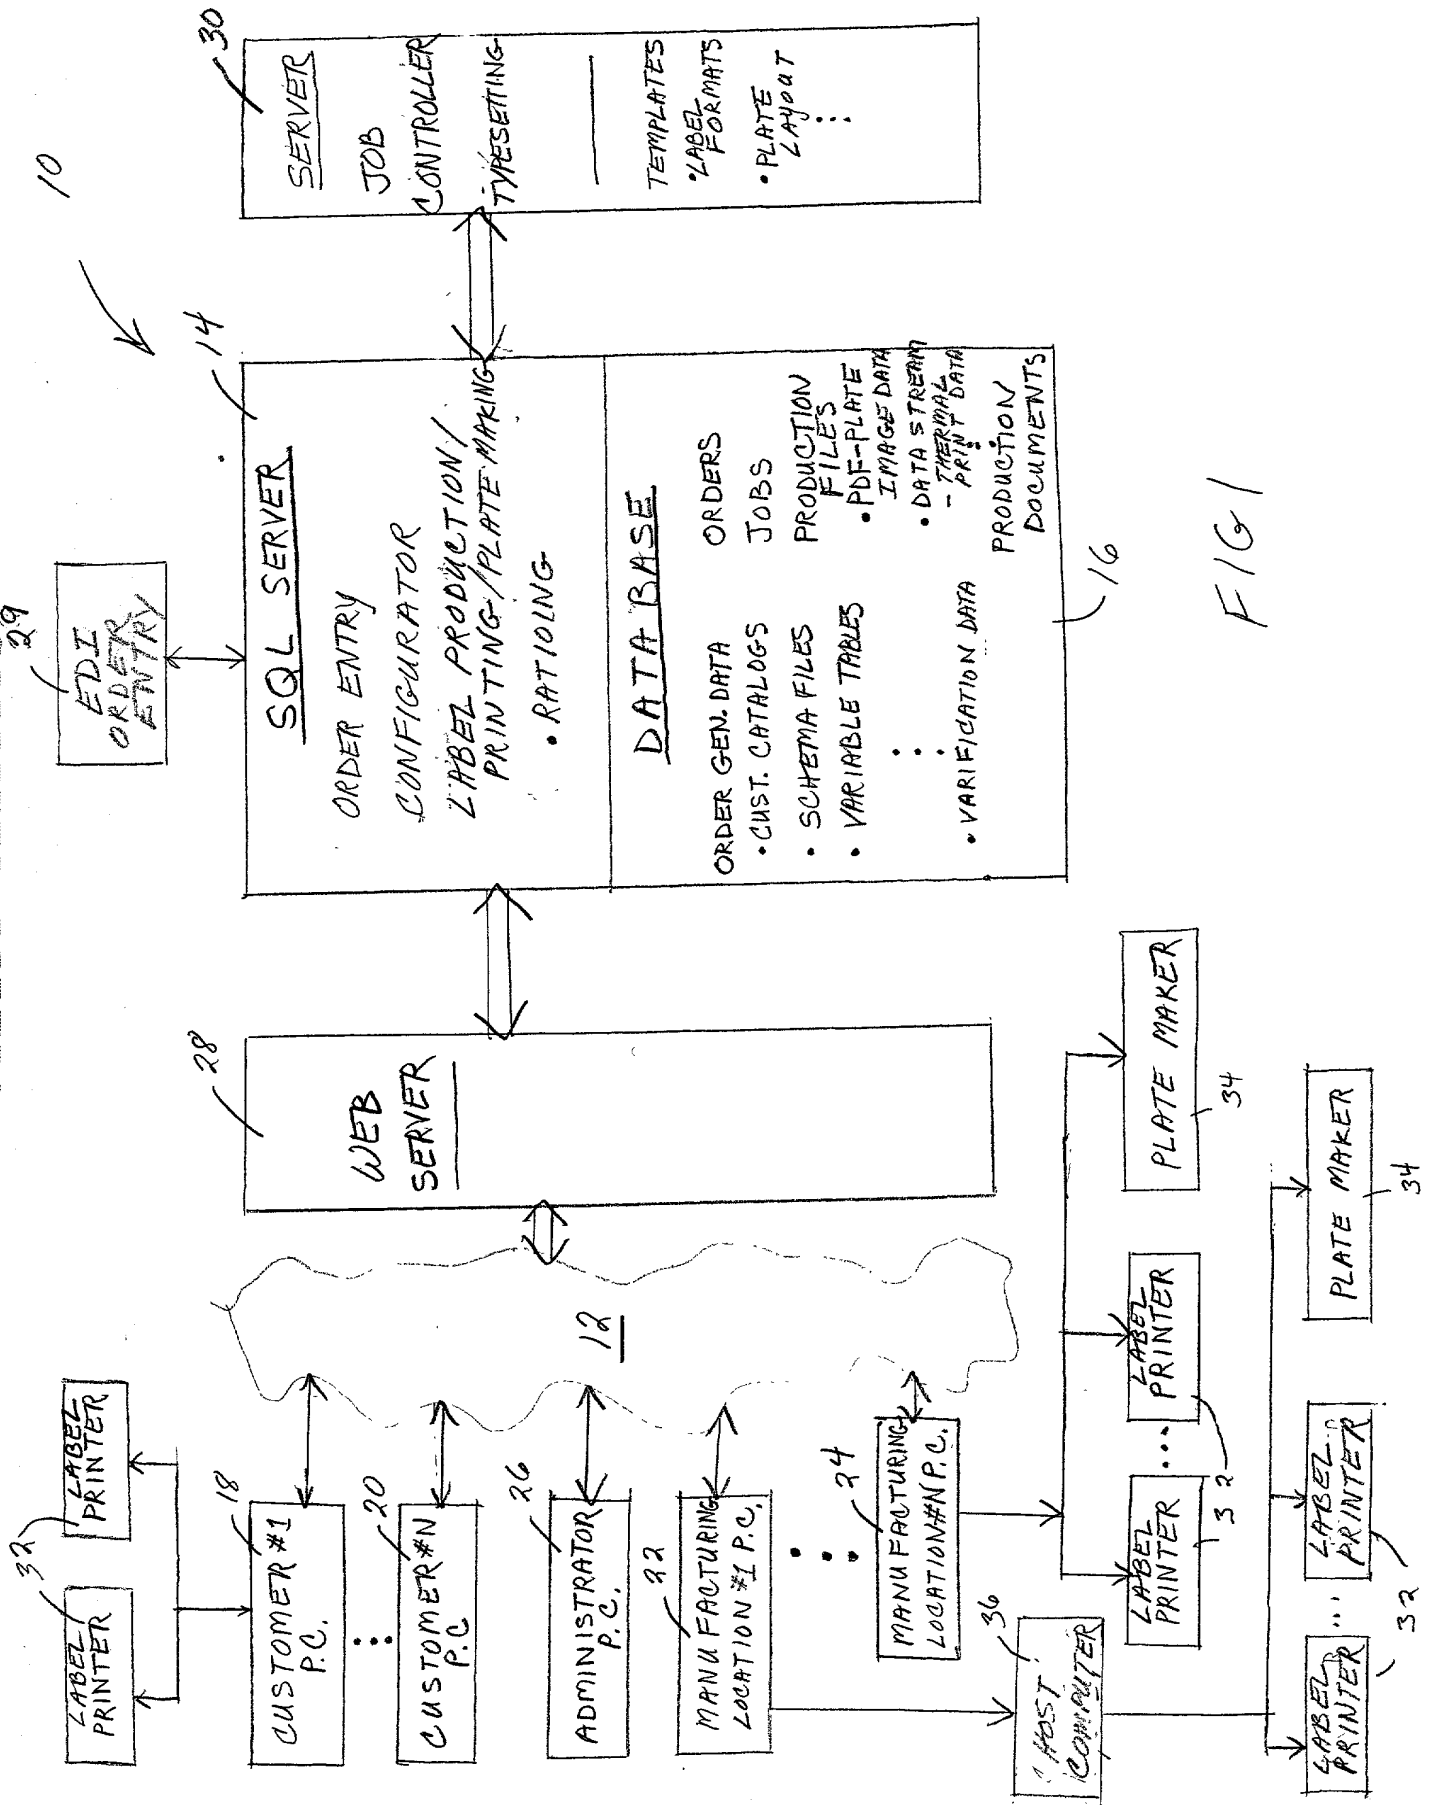 10
29
EDI
ORDER
ENTRY
30
SERVER
JOB
CONTROLLER
TYPESETTING
TEMPLATES
•LABEL
FORMATS
•PLATE
LAYOUT
14
SQL SERVER
ORDER ENTRY
CONFIGURATOR
LABEL PRODUCTION/
PRINTING/PLATE MAKING
• RATIOING
DATABASE
ORDER GEN. DATA
• CUST. CATALOGS
• SCHEMA FILES
• VARIABLE TABLES
• VARIFICATION DATA
ORDERS
JOBS
PRODUCTION
FILES
• PDF-PLATE
IMAGE DATA
• DATA STREAM
- THERMAL
PRINT DATA
PRODUCTION
DOCUMENTS
16
28
WEB
SERVER
12
32
LABEL
PRINTER
LABEL
PRINTER
18
CUSTOMER #1
P.C.
20
CUSTOMER #N
P.C
26
ADMINISTRATOR
P.C.
22
MANUFACTURING
LOCATION #1 P.C.
24
MANUFACTURING
LOCATION #N P.C.
36
HOST
COMPUTER
LABEL
PRINTER
...
LABEL
PRINTER
32
PLATE MAKER
34
LABEL
PRINTER
...
LABEL
PRINTER
32
PLATE MAKER
34
FIG 1